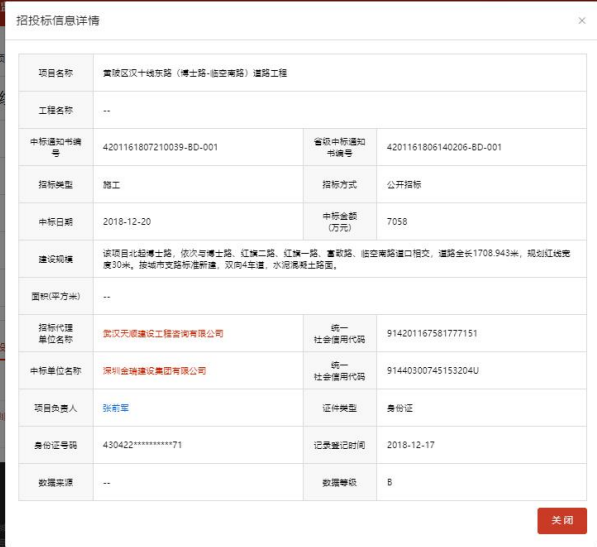 招投标信息详情
×
项目名称 黄陂区汉十线东路（博士路-临空南路）道路工程
工程名称 --
中标通知书编 省级中标通知
号 4201161807210039-BD-001 书编号 4201161806140206-BD-001
招标类型 施工 招标方式 公开招标
中标日期 2018-12-20 中标金额 7058
(万元)
建设规模 该项目北起博士路，依次与博士路、红旗二路、红旗一路、富政路、临空南路道口相交，道路全长1708.943米，规划红线宽
度30米。按城市支路标准新建，双向4车道，水泥混凝土路面。
面积(平方米) --
招标代理 统一
单位名称 武汉天顺建设工程咨询有限公司 社会信用代码 914201167581777151
中标单位名称 深圳金瑞建设集团有限公司 统一
社会信用代码 91440300745153204U
项目负责人 张前军 证件类型 身份证
身份证号码 430422**********71 记录登记时间 2018-12-17
数据来源 -- 数据等级 B
关闭